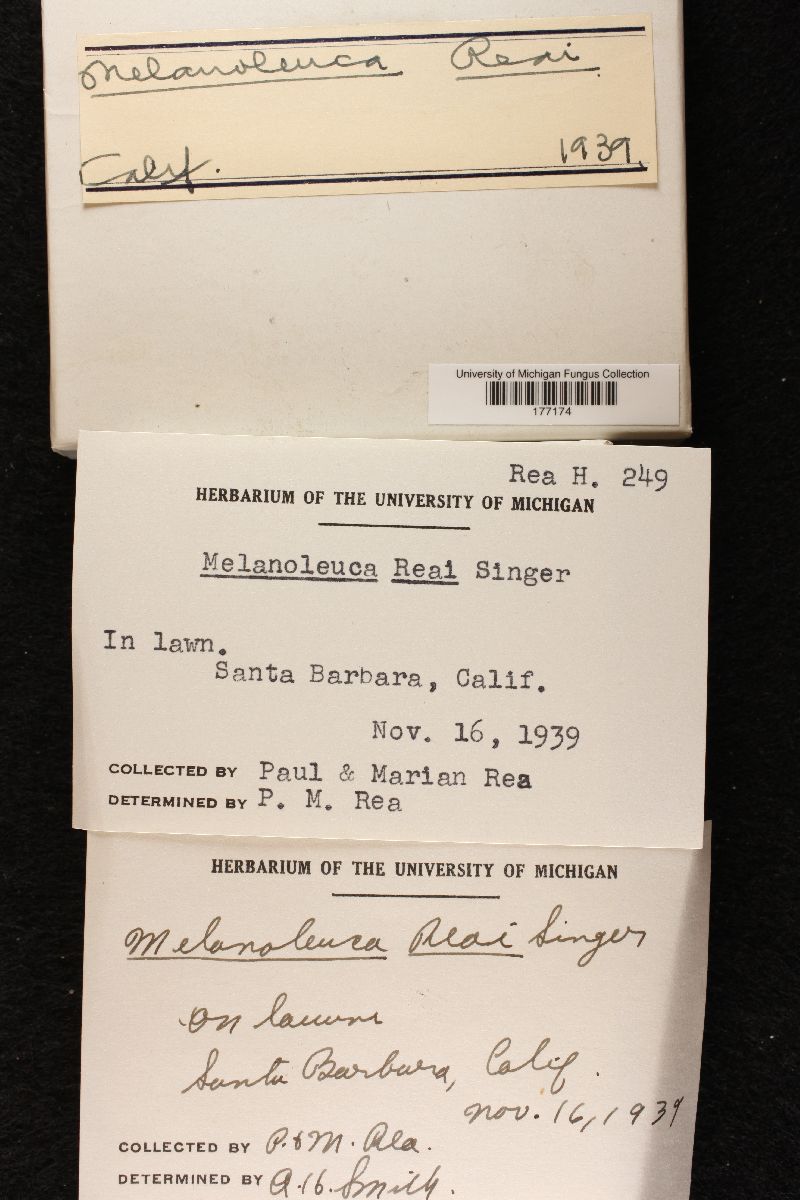 Melanoleuca Reai
Calif. 1939.
University of Michigan Fungus Collection
177174
Rea H. 249
HERBARIUM OF THE UNIVERSITY OF MICHIGAN
Melanoleuca Reai Singer
In lawn.
Santa Barbara, Calif.
Nov. 16, 1939
COLLECTED BY Paul & Marian Rea
DETERMINED BY P. M. Rea
HERBARIUM OF THE UNIVERSITY OF MICHIGAN
Melanoleuca Reai Singer
on lawn
Santa Barbara, Calif.
Nov. 16, 1939
COLLECTED BY P. & M. Rea.
DETERMINED BY A. H. Smith.